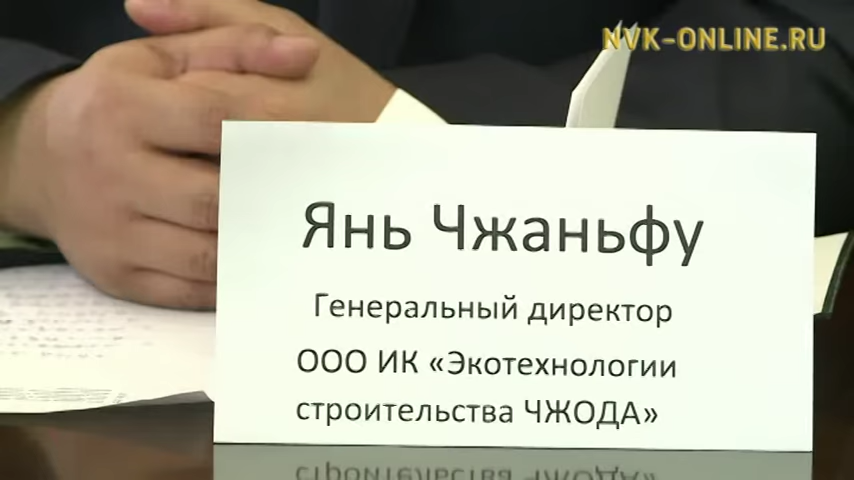 NVK-ONLINE.RU
Янь Чжаньфу
Генеральный директор
ООО ИК «Экотехнологии
строительства ЧЖОДА»